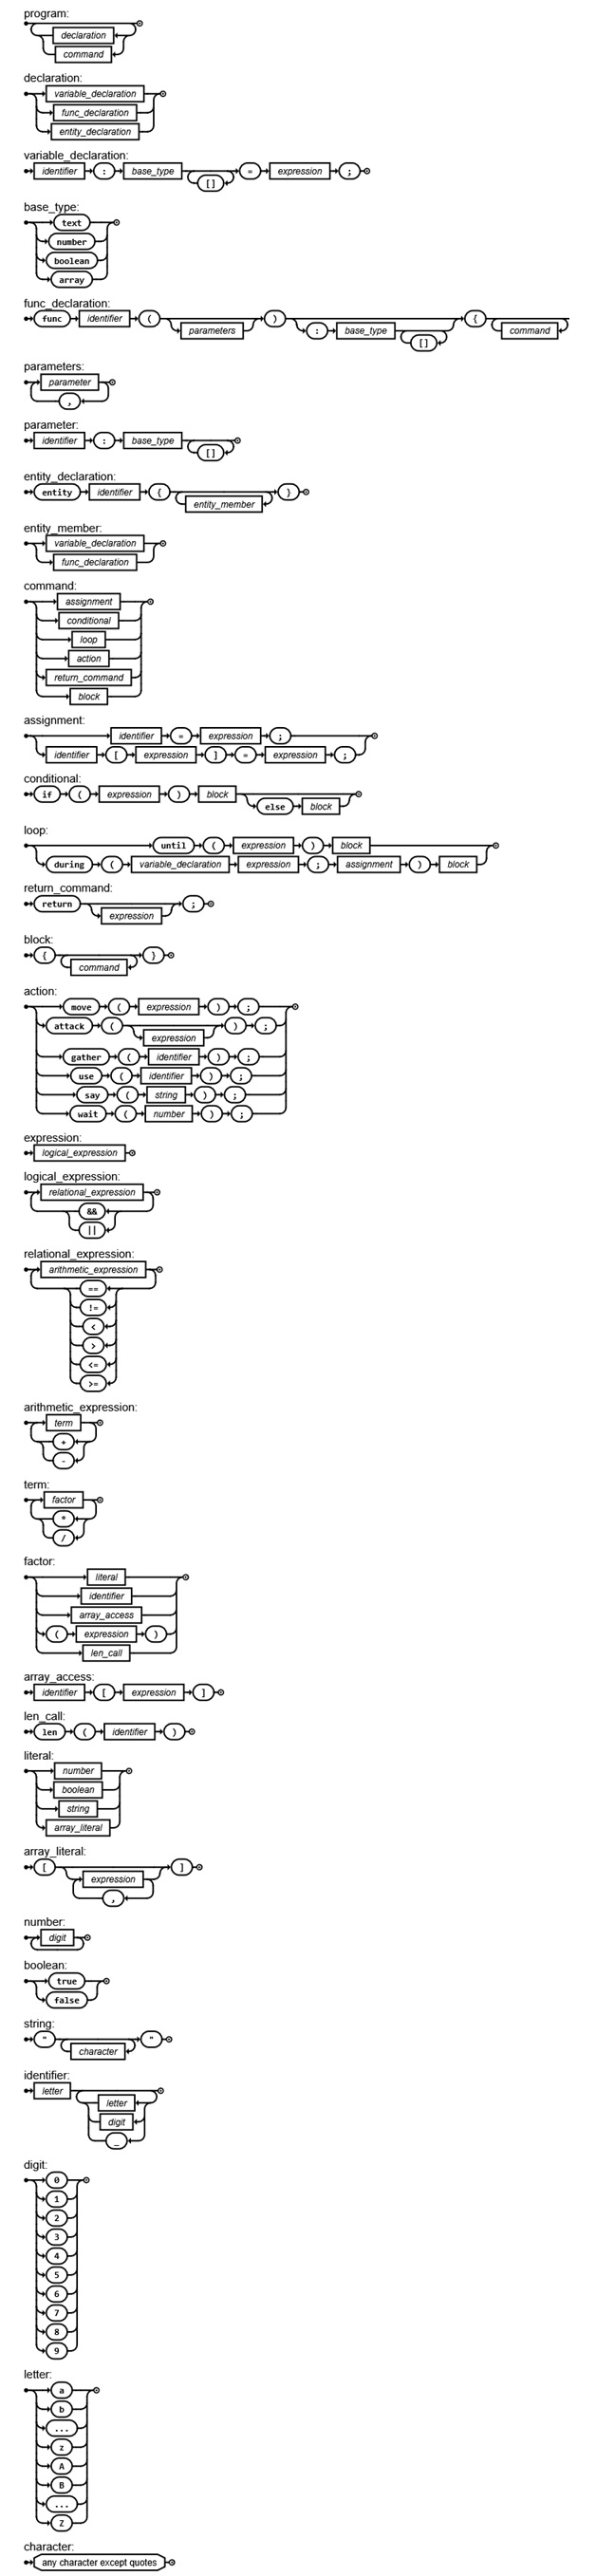 program:
declaration
command
declaration:
variable_declaration
func_declaration
entity_declaration
variable_declaration:
identifier : base_type = expression ;
[]
base_type:
text
number
boolean
array
func_declaration:
func identifier ( ) {
parameters : base_type command
[]
parameters:
parameter
,
parameter:
identifier : base_type
[]
entity_declaration:
entity identifier { }
entity_member
entity_member:
variable_declaration
func_declaration
command:
assignment
conditional
loop
action
return_command
block
assignment:
identifier = expression ;
identifier [ expression ] = expression ;
conditional:
if ( expression ) block
else block
loop:
until ( expression ) block
during ( variable_declaration expression ; assignment ) block
return_command:
return ;
expression
block:
{ }
command
action:
move ( expression ) ;
attack ( ) ;
expression
gather ( identifier ) ;
use ( identifier ) ;
say ( string ) ;
wait ( number ) ;
expression:
logical_expression
logical_expression:
relational_expression
&&
||
relational_expression:
arithmetic_expression
==
!=
<
>
<=
>=
arithmetic_expression:
term
+
-
term:
factor
*
/
factor:
literal
identifier
array_access
( expression )
len_call
array_access:
identifier [ expression ]
len_call:
len ( identifier )
literal:
number
boolean
string
array_literal
array_literal:
[ ]
expression
,
number:
digit
boolean:
true
false
string:
" "
character
identifier:
letter
letter
digit
_
digit:
0
1
2
3
4
5
6
7
8
9
letter:
a
b
...
z
A
B
...
Z
character:
any character except quotes